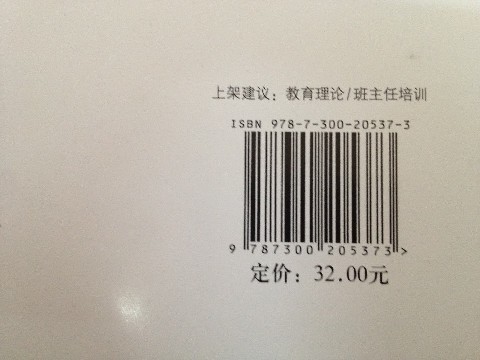 上架建议：教育理论/班主任培训
ISBN 978-7-300-20537-3
9 787300 205373 >
定价：32.00元